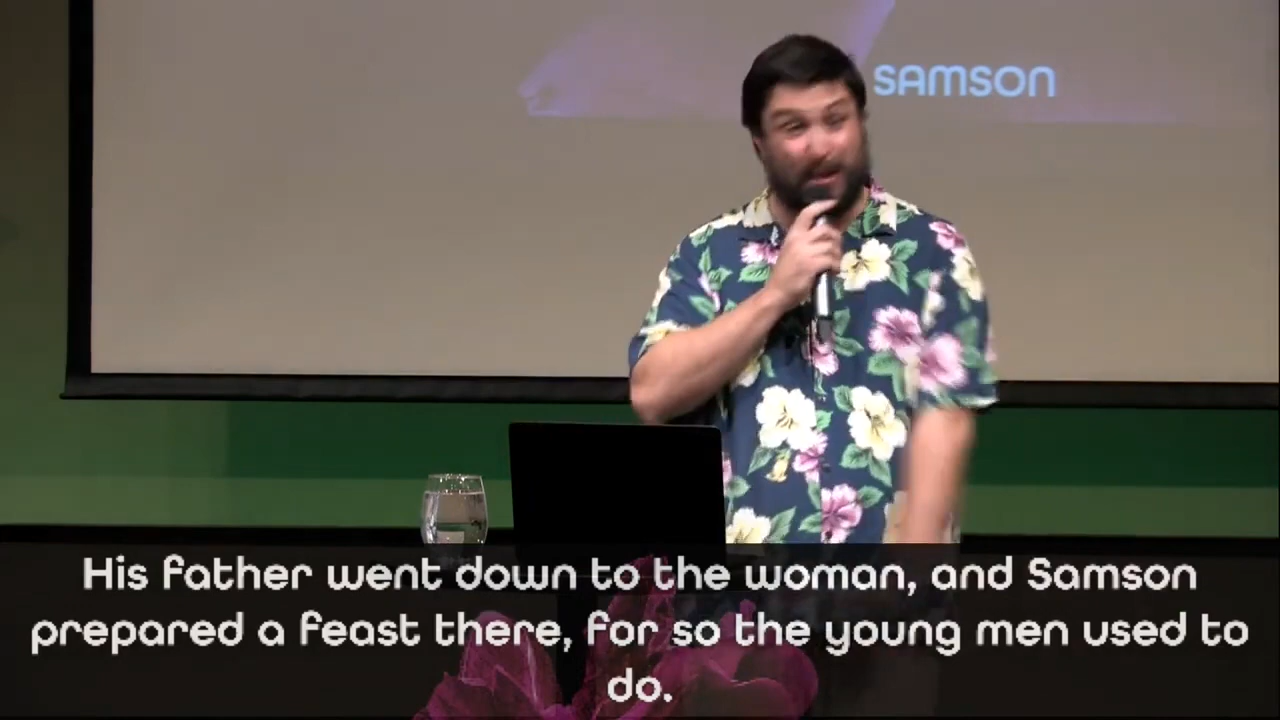 SAMSON
His father went down to the woman, and Samson
prepared a feast there, for so the young men used to
do.